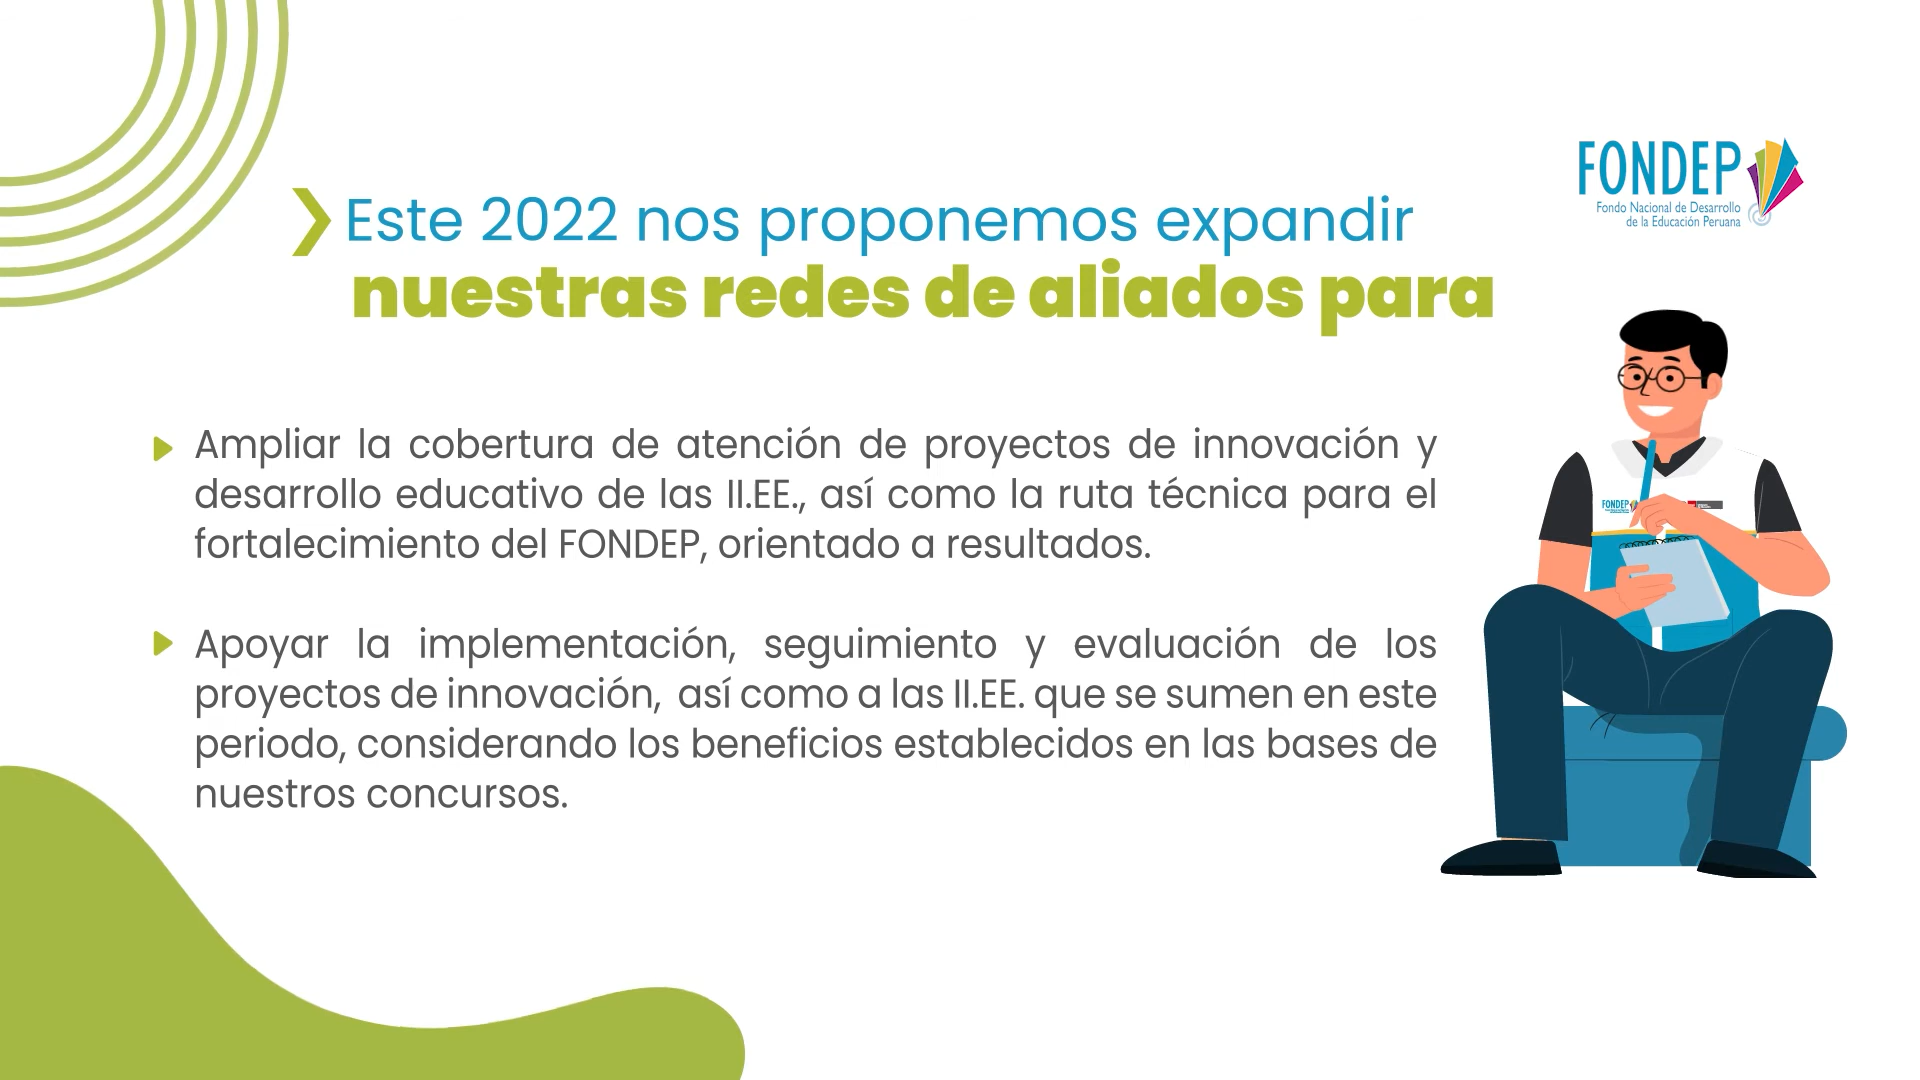 FONDEP
Fondo Nacional de Desarrollo
de la Educación Peruana
Este 2022 nos proponemos expandir
nuestras redes de aliados para
Ampliar la cobertura de atención de proyectos de innovación y
desarrollo educativo de las II.EE., así como la ruta técnica para el
fortalecimiento del FONDEP, orientado a resultados.
Apoyar la implementación, seguimiento y evaluación de los
proyectos de innovación, así como a las II.EE. que se sumen en este
periodo, considerando los beneficios establecidos en las bases de
nuestros concursos.
FONDEP